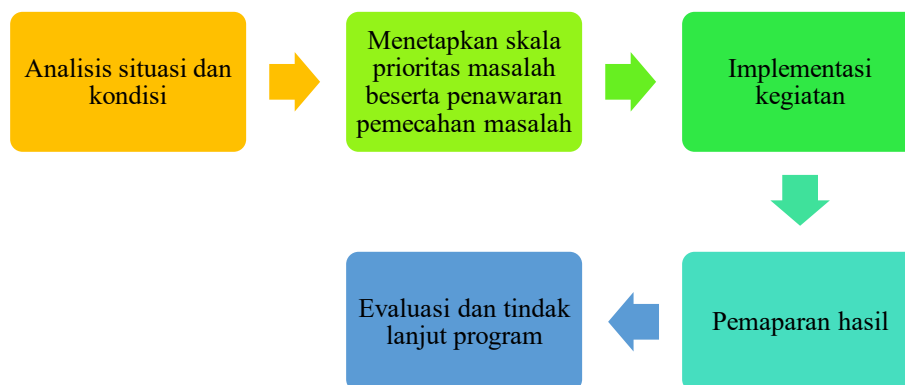 Analisis situasi dan
kondisi
Menetapkan skala
prioritas masalah
beserta penawaran
pemecahan masalah
Implementasi
kegiatan
Pemaparan hasil
Evaluasi dan tindak
lanjut program